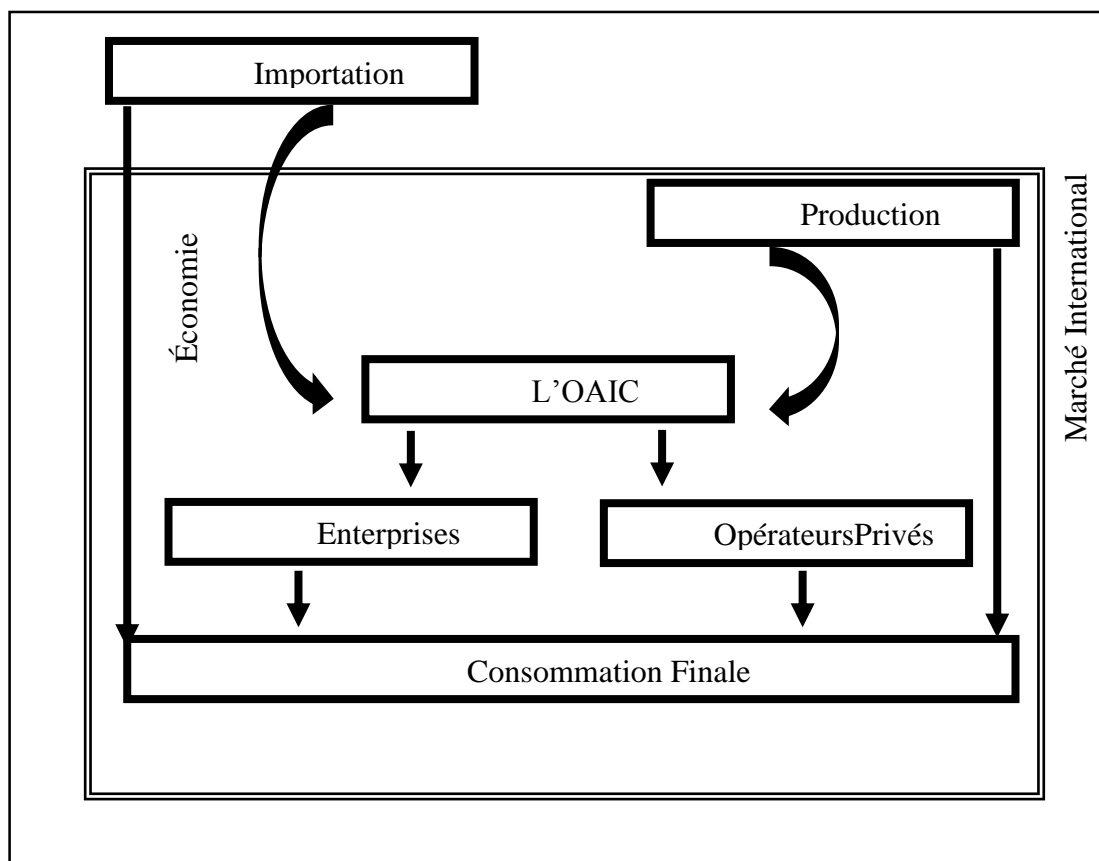 Importation
Production
Économie
Marché International
L’OAIC
Enterprises
OpérateursPrivés
Consommation Finale